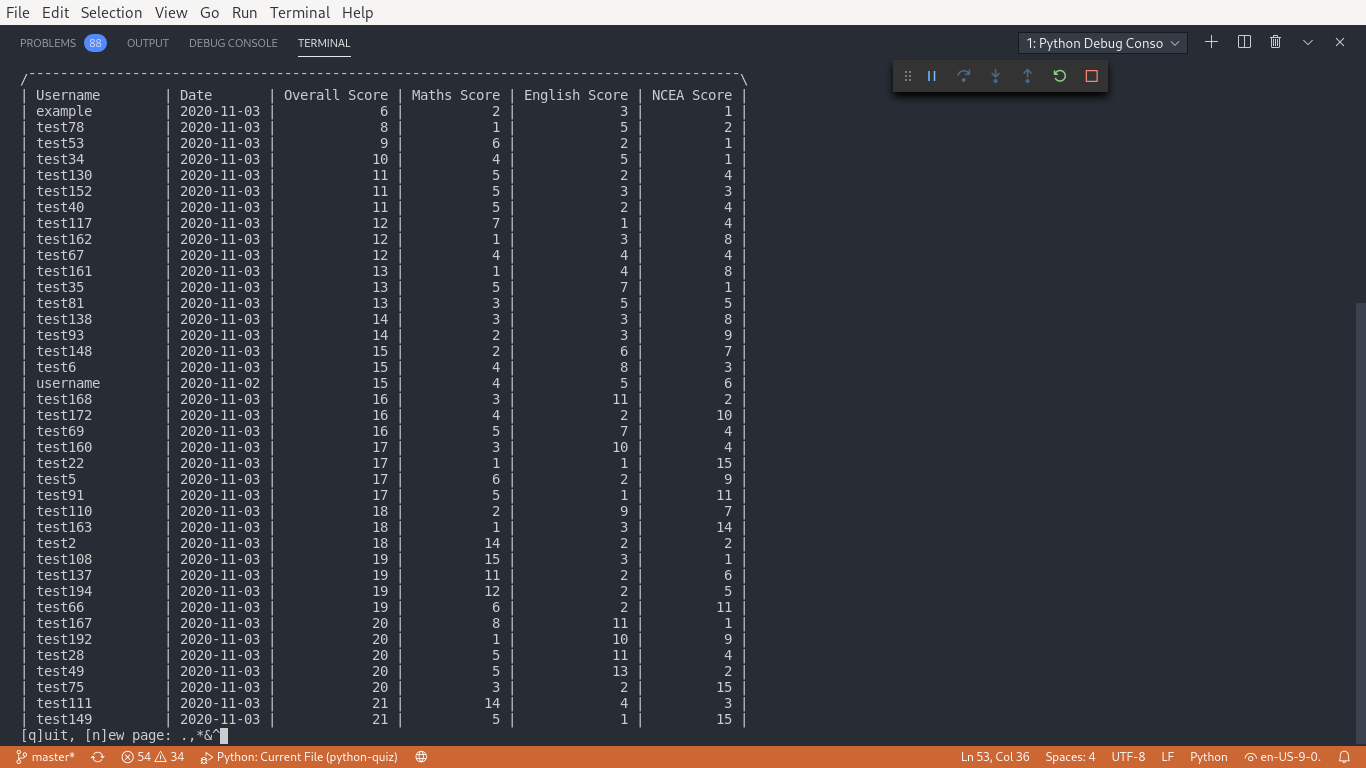 File Edit Selection View Go Run Terminal Help
PROBLEMS 88 OUTPUT DEBUG CONSOLE TERMINAL 1: Python Debug Conso
/---------------------------------------------------------------------------------------\
| Username | Date | Overall Score | Maths Score | English Score | NCEA Score |
| example | 2020-11-03 | 6 | 2 | 3 | 1 |
| test78 | 2020-11-03 | 8 | 1 | 5 | 2 |
| test53 | 2020-11-03 | 9 | 6 | 2 | 1 |
| test34 | 2020-11-03 | 10 | 4 | 5 | 1 |
| test130 | 2020-11-03 | 11 | 5 | 2 | 4 |
| test152 | 2020-11-03 | 11 | 5 | 3 | 3 |
| test40 | 2020-11-03 | 11 | 5 | 2 | 4 |
| test117 | 2020-11-03 | 12 | 7 | 1 | 4 |
| test162 | 2020-11-03 | 12 | 1 | 3 | 8 |
| test67 | 2020-11-03 | 12 | 4 | 4 | 4 |
| test161 | 2020-11-03 | 13 | 1 | 4 | 8 |
| test35 | 2020-11-03 | 13 | 5 | 7 | 1 |
| test81 | 2020-11-03 | 13 | 3 | 5 | 5 |
| test138 | 2020-11-03 | 14 | 3 | 3 | 8 |
| test93 | 2020-11-03 | 14 | 2 | 3 | 9 |
| test148 | 2020-11-03 | 15 | 2 | 6 | 7 |
| test6 | 2020-11-03 | 15 | 4 | 8 | 3 |
| username | 2020-11-02 | 15 | 4 | 5 | 6 |
| test168 | 2020-11-03 | 16 | 3 | 11 | 2 |
| test172 | 2020-11-03 | 16 | 4 | 2 | 10 |
| test69 | 2020-11-03 | 16 | 5 | 7 | 4 |
| test160 | 2020-11-03 | 17 | 3 | 10 | 4 |
| test22 | 2020-11-03 | 17 | 1 | 1 | 15 |
| test5 | 2020-11-03 | 17 | 6 | 2 | 9 |
| test91 | 2020-11-03 | 17 | 5 | 1 | 11 |
| test110 | 2020-11-03 | 18 | 2 | 9 | 7 |
| test163 | 2020-11-03 | 18 | 1 | 3 | 14 |
| test2 | 2020-11-03 | 18 | 14 | 2 | 2 |
| test108 | 2020-11-03 | 19 | 15 | 3 | 1 |
| test137 | 2020-11-03 | 19 | 11 | 2 | 6 |
| test194 | 2020-11-03 | 19 | 12 | 2 | 5 |
| test66 | 2020-11-03 | 19 | 6 | 2 | 11 |
| test167 | 2020-11-03 | 20 | 8 | 11 | 1 |
| test192 | 2020-11-03 | 20 | 1 | 10 | 9 |
| test28 | 2020-11-03 | 20 | 5 | 11 | 4 |
| test49 | 2020-11-03 | 20 | 5 | 13 | 2 |
| test75 | 2020-11-03 | 20 | 3 | 2 | 15 |
| test111 | 2020-11-03 | 21 | 14 | 4 | 3 |
| test149 | 2020-11-03 | 21 | 5 | 1 | 15 |
[q]uit, [n]ew page: .,*&^
master* 54 34 Python: Current File (python-quiz) Ln 53, Col 36 Spaces: 4 UTF-8 LF Python en-US-9-0.